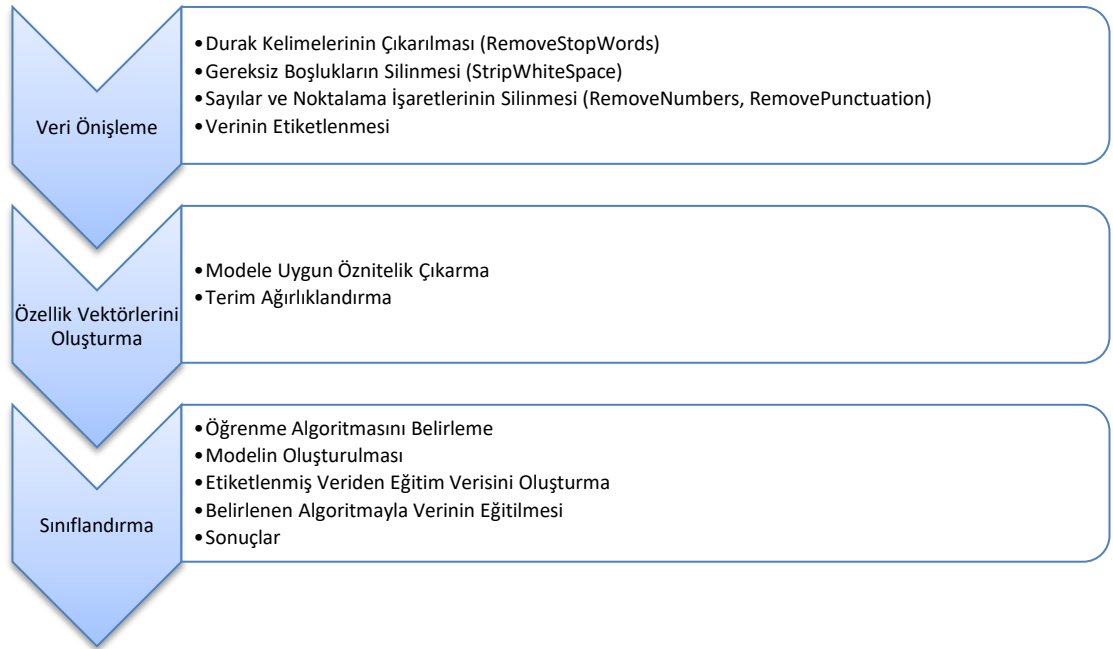 Veri Önişleme
•Durak Kelimelerinin Çıkarılması (RemoveStopWords)
•Gereksiz Boşlukların Silinmesi (StripWhiteSpace)
•Sayılar ve Noktalama İşaretlerinin Silinmesi (RemoveNumbers, RemovePunctuation)
•Verinin Etiketlenmesi
Özellik Vektörlerini
Oluşturma
•Modele Uygun Öznitelik Çıkarma
•Terim Ağırlıklandırma
Sınıflandırma
•Öğrenme Algoritmasını Belirleme
•Modelin Oluşturulması
•Etiketlenmiş Veriden Eğitim Verisini Oluşturma
•Belirlenen Algoritmayla Verinin Eğitilmesi
•Sonuçlar